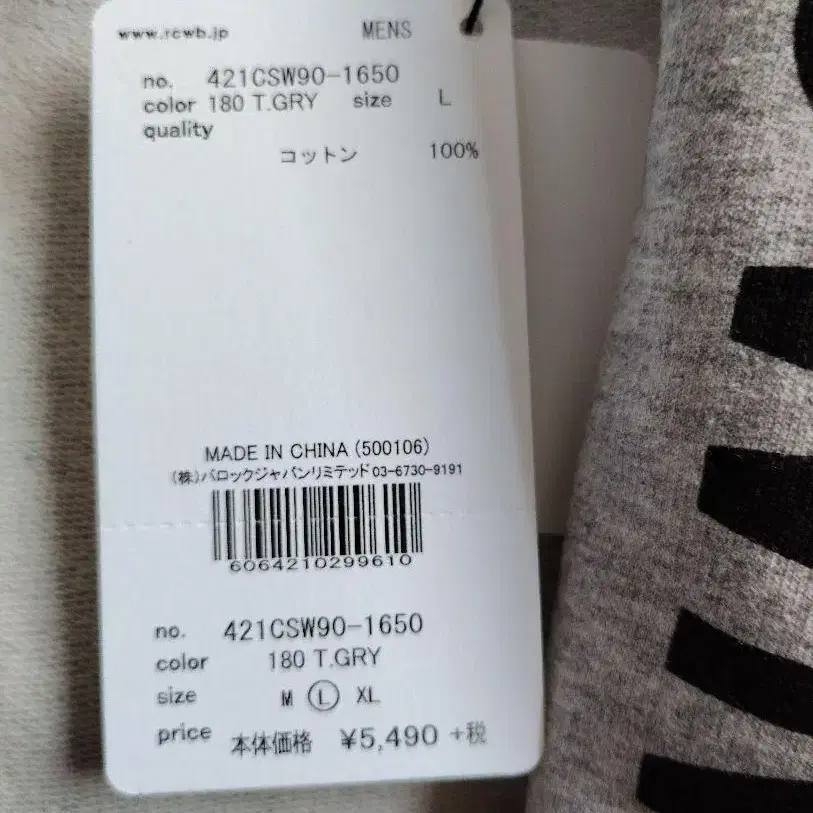 www.rcwb.jp MENS
no. 421CSW90-1650
color 180 T.GRY size L
quality
コットン 100%
MADE IN CHINA (500106)
(株)バロックジャパンリミテッド 03-6730-9191
6064210299610
no. 421CSW90-1650
color 180 T.GRY
size M L XL
price 本体価格 ¥5,490 +税